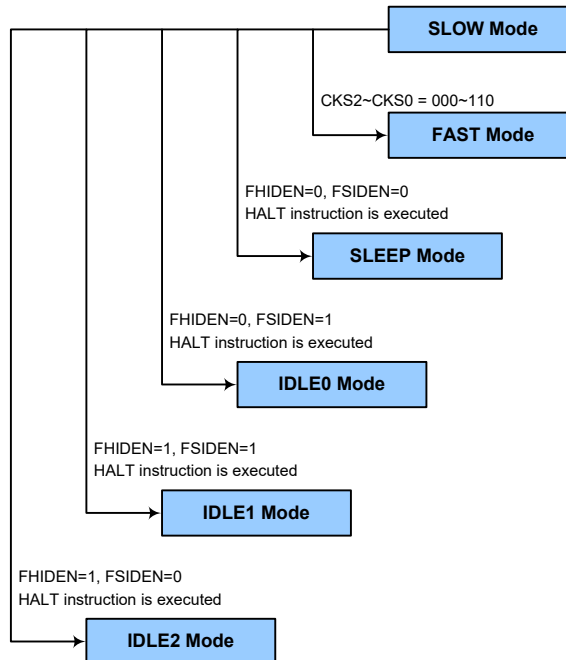 SLOW Mode
CKS2~CKS0 = 000~110
FAST Mode
FHIDEN=0, FSIDEN=0
HALT instruction is executed
SLEEP Mode
FHIDEN=0, FSIDEN=1
HALT instruction is executed
IDLE0 Mode
FHIDEN=1, FSIDEN=1
HALT instruction is executed
IDLE1 Mode
FHIDEN=1, FSIDEN=0
HALT instruction is executed
IDLE2 Mode